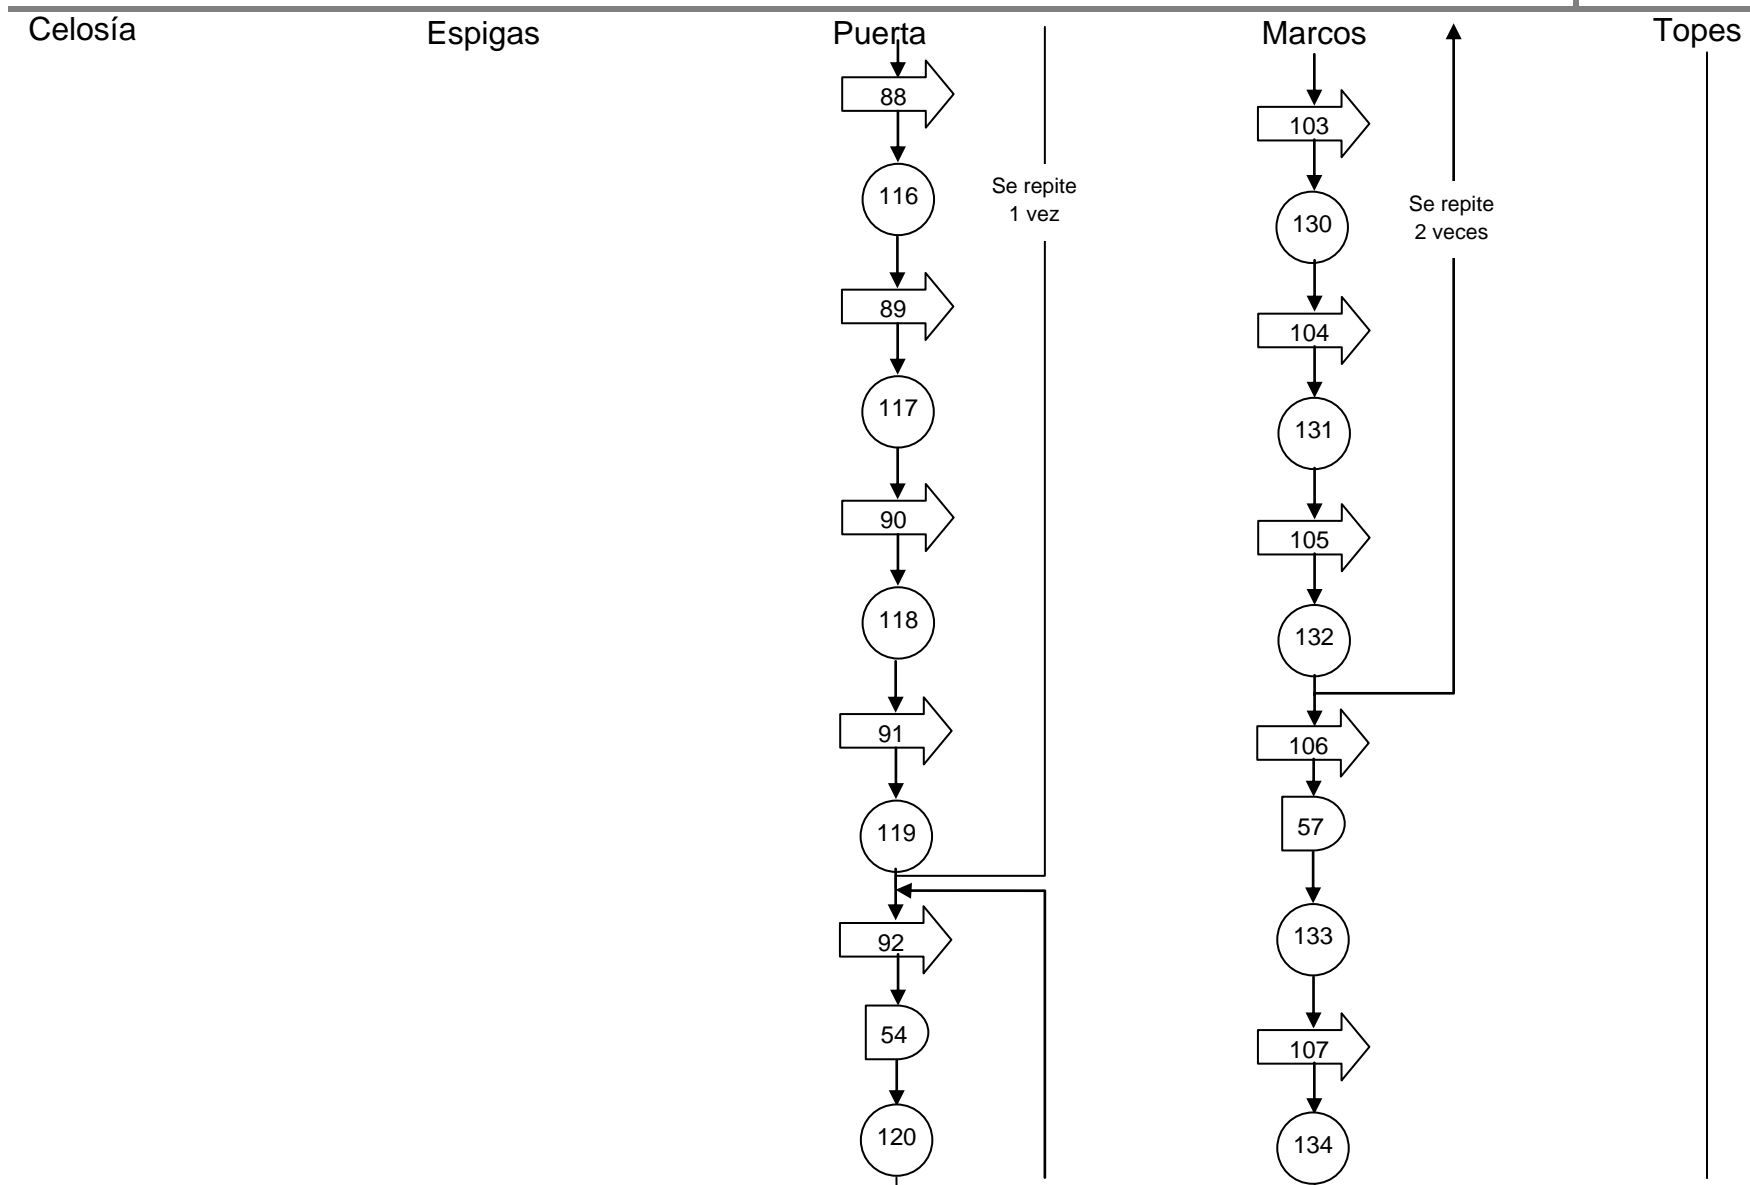 Celosía
Espigas
Puerta
Marcos
Topes
88
116
89
117
90
118
91
119
92
54
120
Se repite
1 vez
103
130
104
131
105
132
106
57
133
107
134
Se repite
2 veces